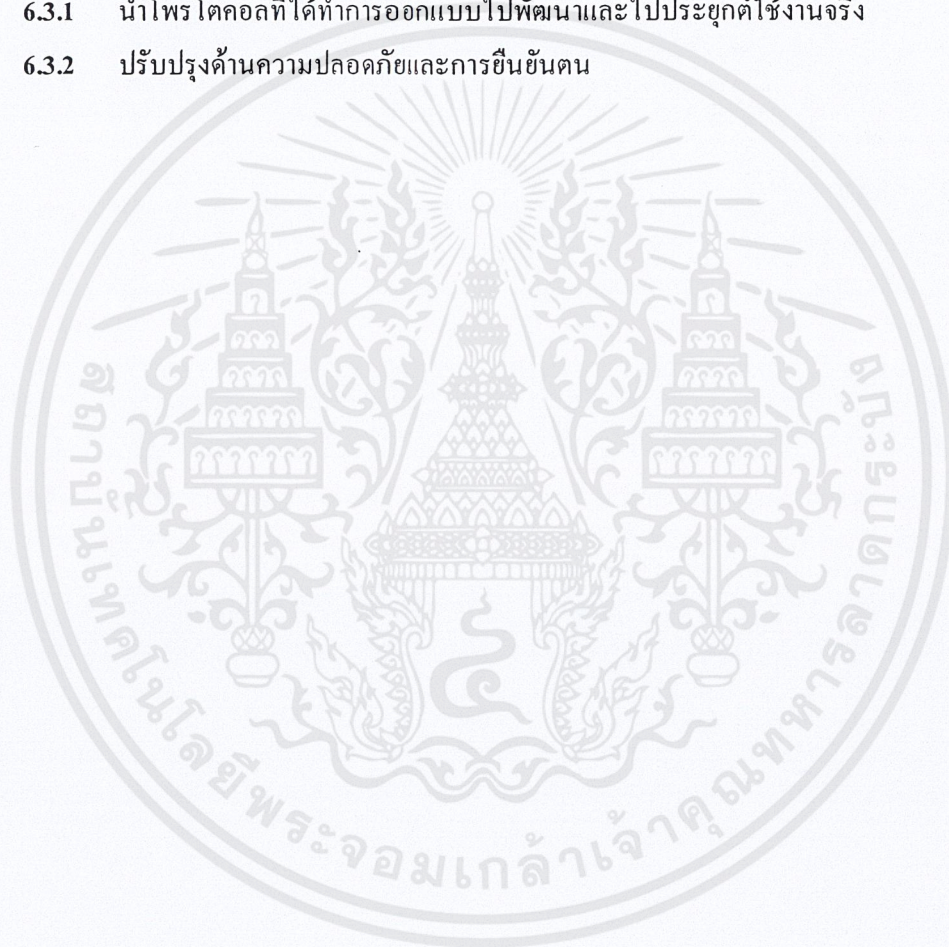 6.3.1 นำโพรโตคอลที่ได้ทำการออกแบบไปพัฒนาและไปประยุกต์ใช้งานจริง
6.3.2 ปรับปรุงด้านความปลอดภัยและการยืนยันตน
สถาบันเทคโนโลยีพระจอมเกล้าเจ้าคุณทหารลาดกระบัง